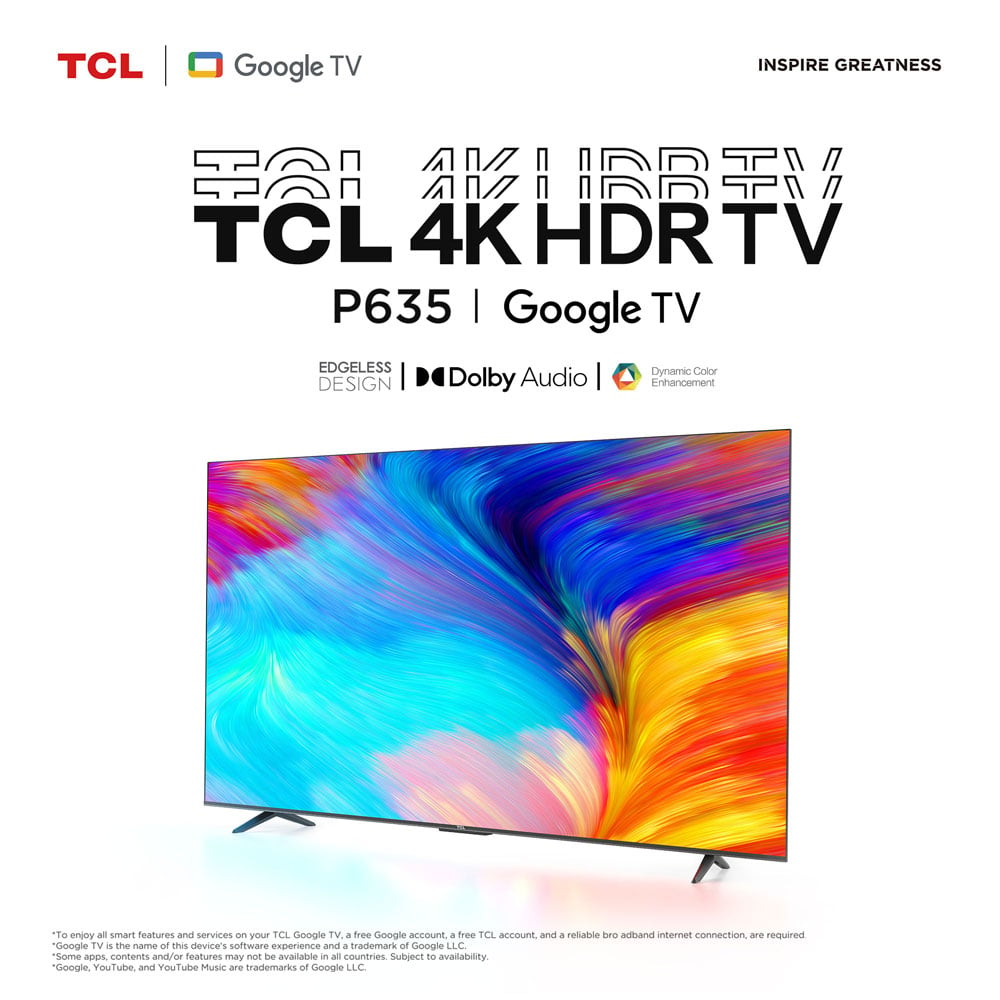 TCL | Google TV
INSPIRE GREATNESS
TCL 4K HDR TV
P635 | Google TV
EDGELESS
DESIGN
Dolby Audio
Dynamic Color
Enhancement
TCL
*To enjoy all smart features and services on your TCL Google TV, a free Google account, a free TCL account, and a reliable bro adband internet connection, are required.
*Google TV is the name of this device's software experience and a trademark of Google LLC.
*Some apps, contents and/or features may not be available in all countries. Subject to availability.
*Google, YouTube, and YouTube Music are trademarks of Google LLC.